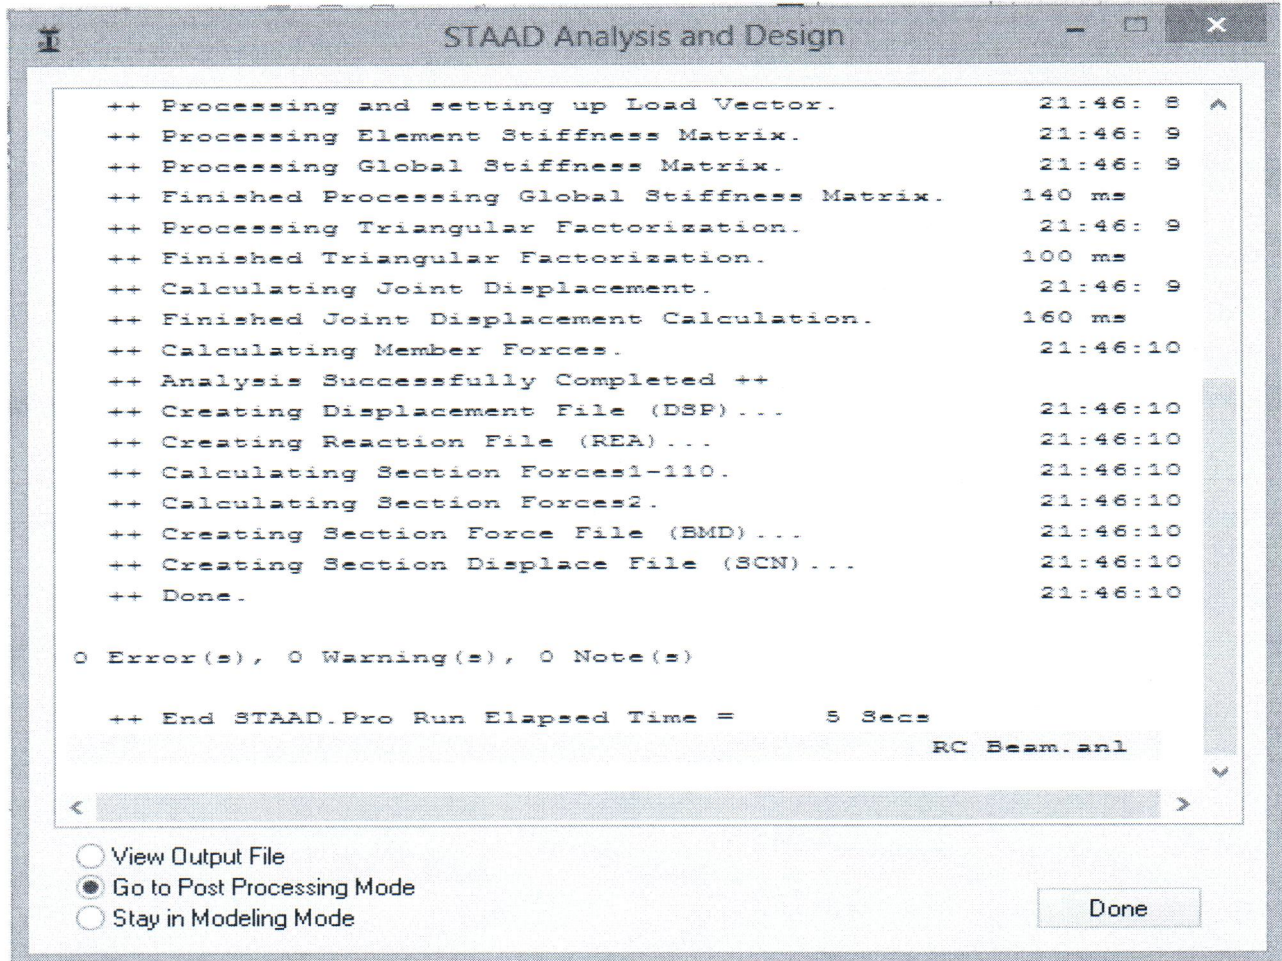 STAAD Analysis and Design
++ Processing and setting up Load Vector. 21:46: 8
++ Processing Element Stiffness Matrix. 21:46: 9
++ Processing Global Stiffness Matrix. 21:46: 9
++ Finished Processing Global Stiffness Matrix. 140 ms
++ Processing Triangular Factorization. 21:46: 9
++ Finished Triangular Factorization. 100 ms
++ Calculating Joint Displacement. 21:46: 9
++ Finished Joint Displacement Calculation. 160 ms
++ Calculating Member Forces. 21:46:10
++ Analysis Successfully Completed ++
++ Creating Displacement File (DSP)... 21:46:10
++ Creating Reaction File (REA)... 21:46:10
++ Calculating Section Forces1-110. 21:46:10
++ Calculating Section Forces2. 21:46:10
++ Creating Section Force File (BMD)... 21:46:10
++ Creating Section Displace File (SCN)... 21:46:10
++ Done. 21:46:10
0 Error(s), 0 Warning(s), 0 Note(s)
++ End STAAD.Pro Run Elapsed Time = 5 Secs
RC Beam.anl
View Output File
Go to Post Processing Mode
Stay in Modeling Mode
Done